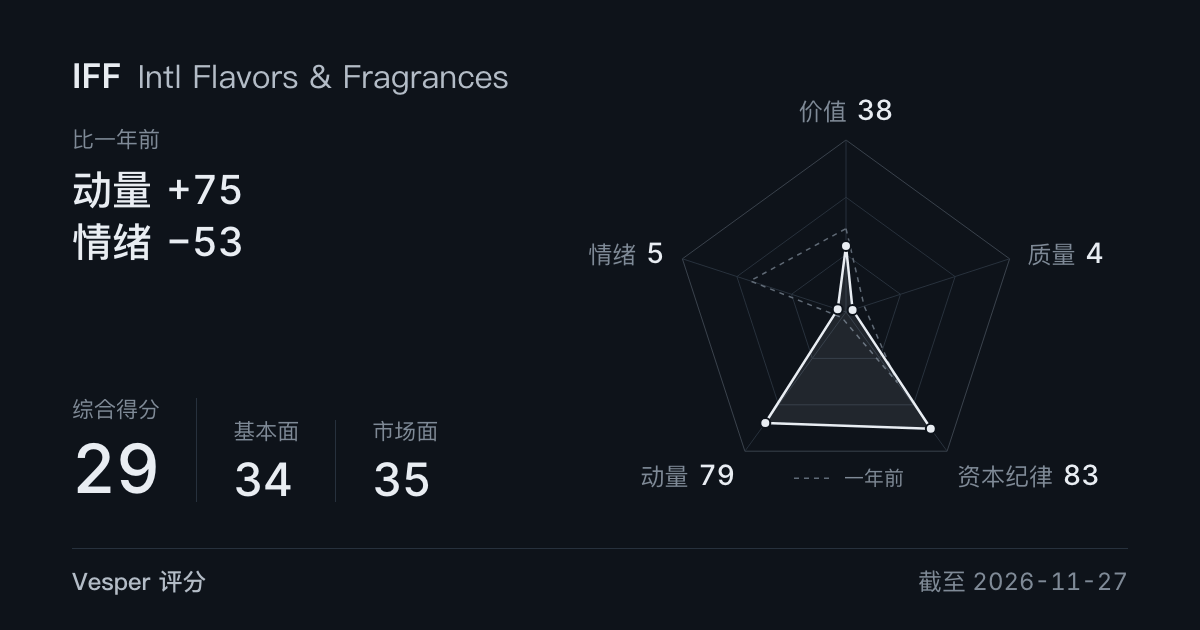 IFF Intl Flavors & Fragrances
比一年前
动量 +75
情绪 −53
综合得分
29
基本面
34
市场面
35
价值 38
情绪 5
质量 4
动量 79
一年前
资本纪律 83
Vesper 评分
截至 2026-11-27